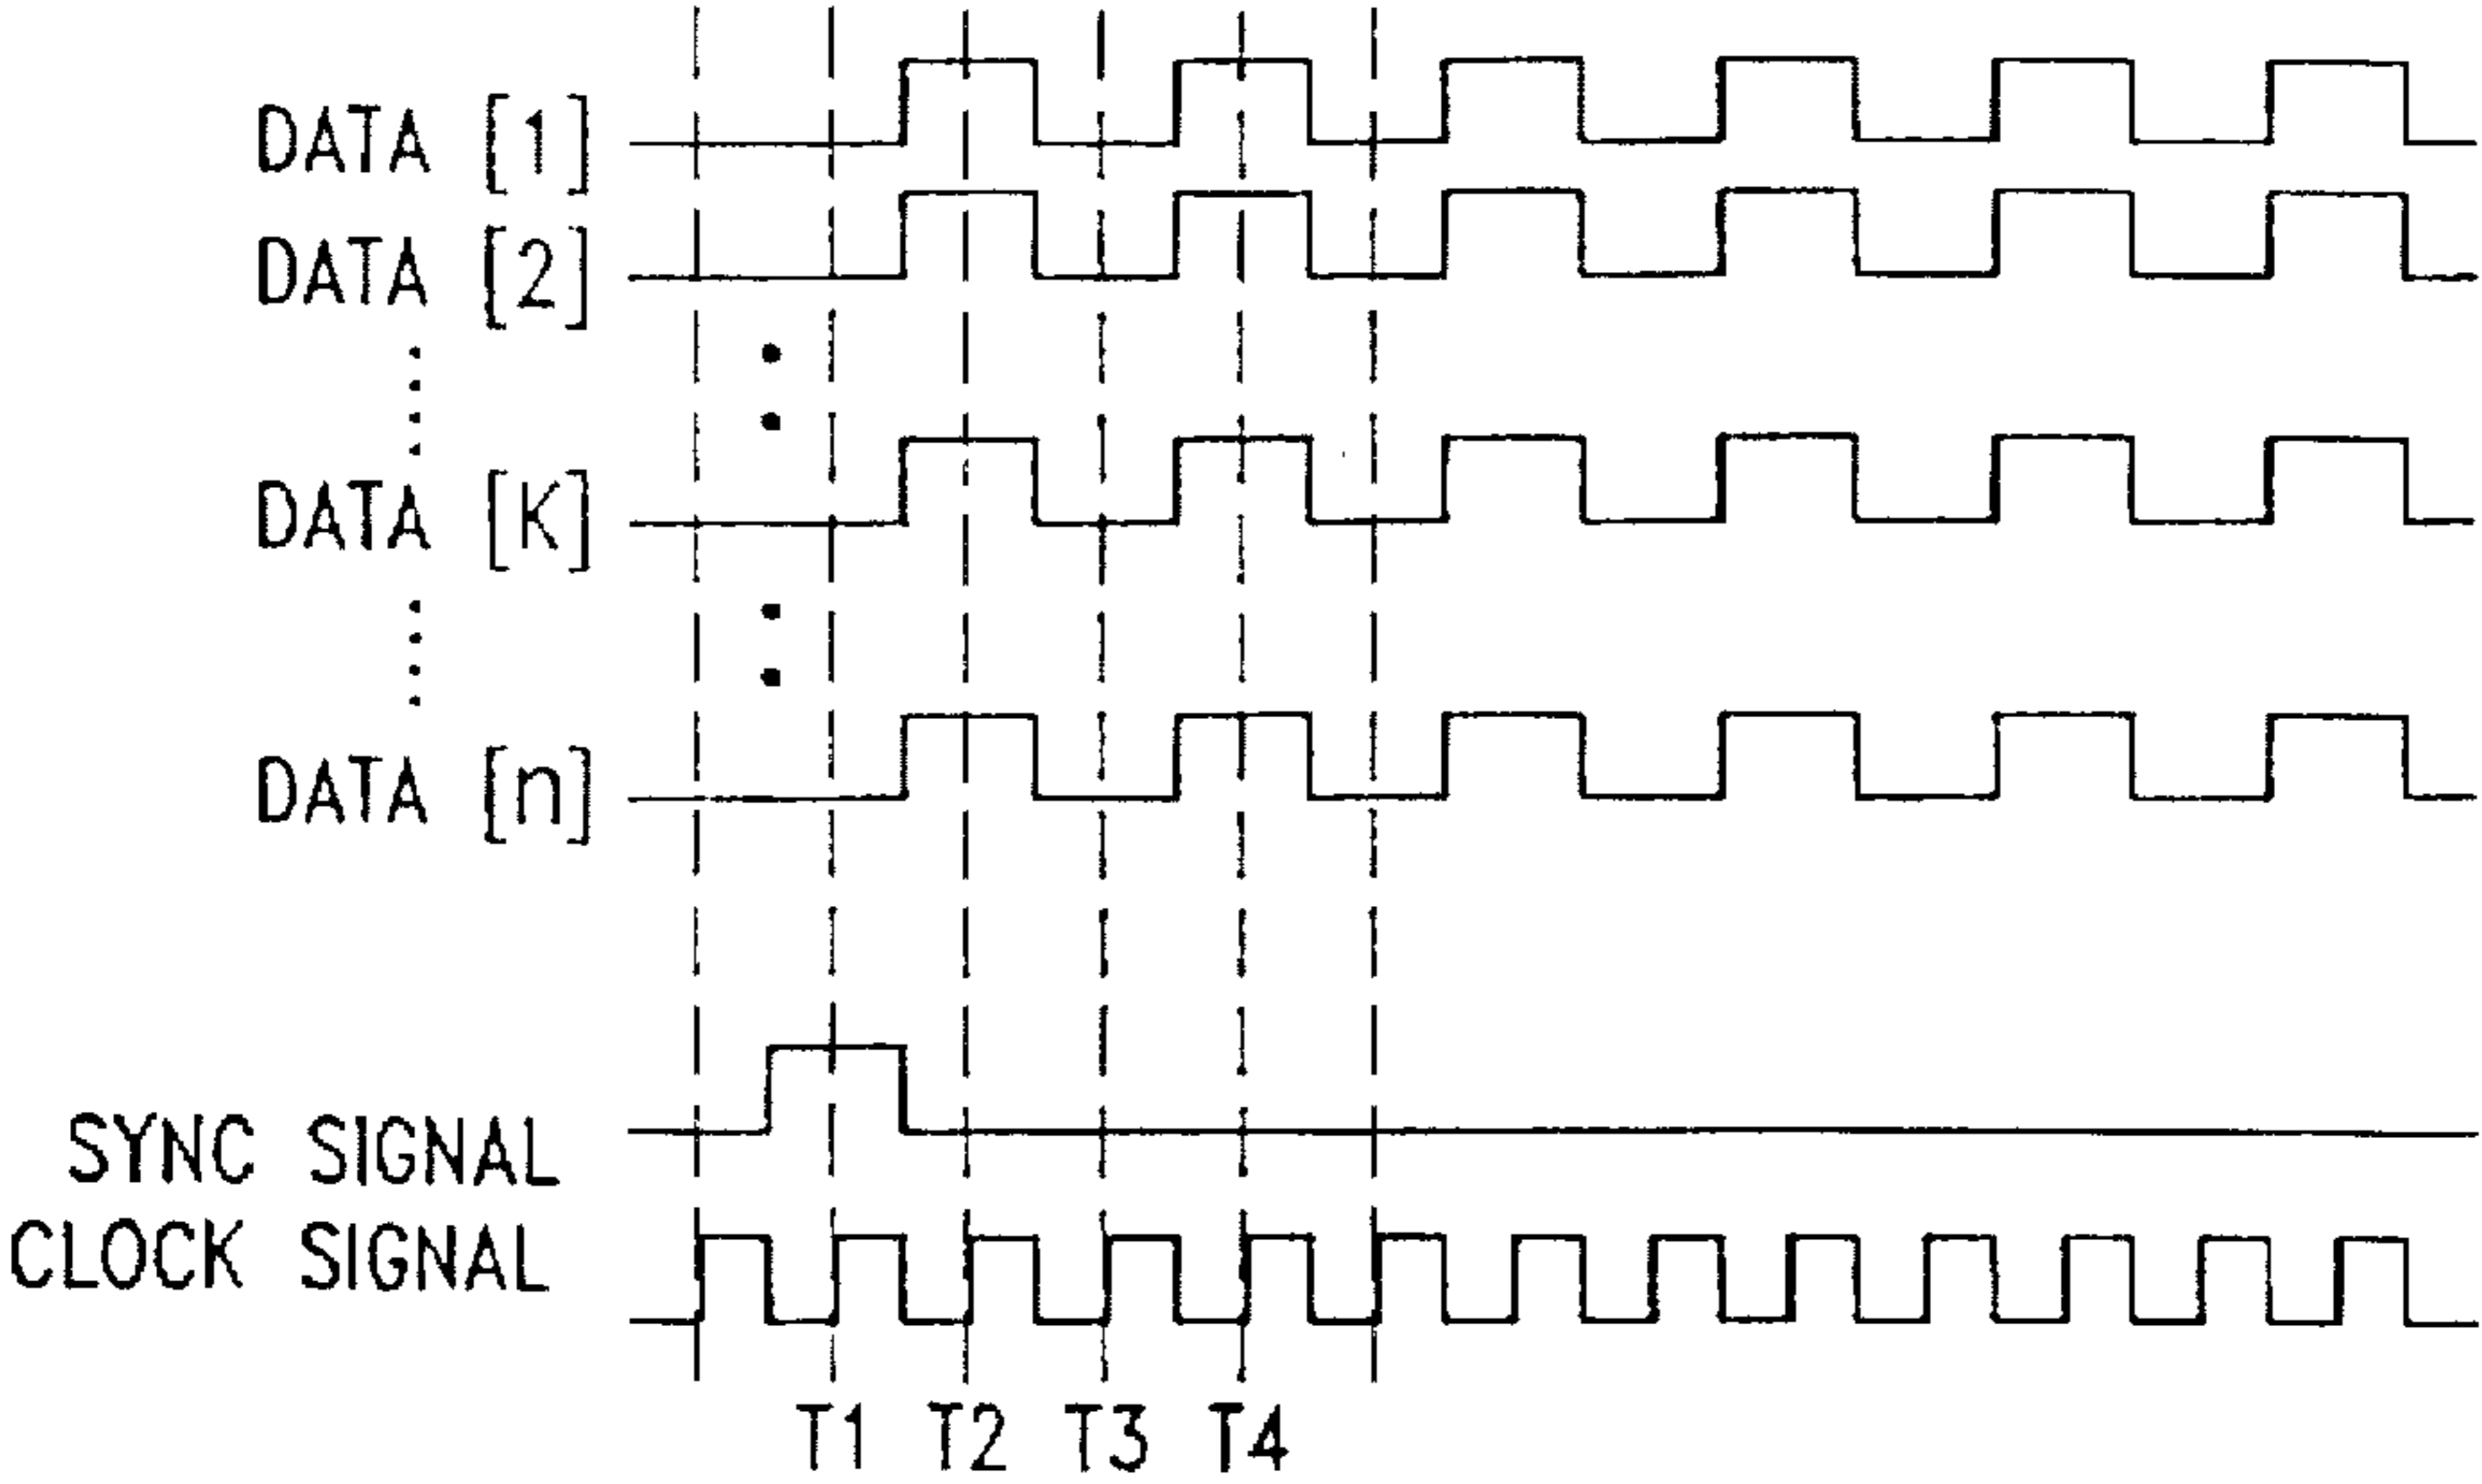 DATA [1]
DATA [2]
DATA [K]
DATA [n]
SYNC SIGNAL
CLOCK SIGNAL
T1 T2 T3 T4